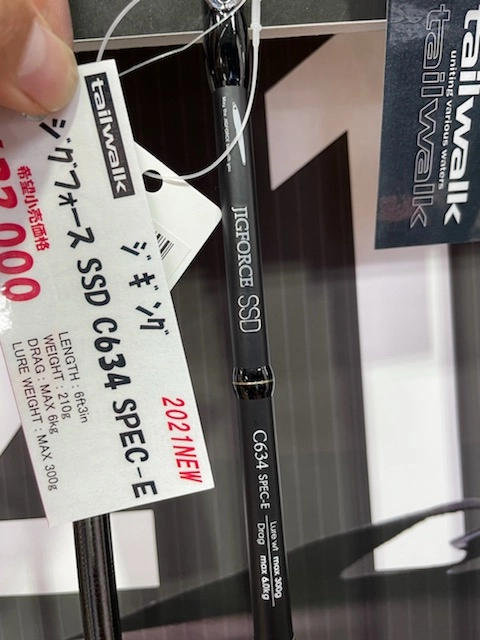 tailwalk
ジギング
2021NEW
ジグフォース SSD C634 SPEC-E
希望小売価格
000
LENGTH : 6ft3in
WEIGHT : 210g
DRAG : MAX 6kg
LURE WEIGHT : MAX 300g
JIGFORCE SSD
C634 SPEC-E
Lure wt max 300g
Drag max 6.0kg
tailwalk
uniting various waters
tailwalk